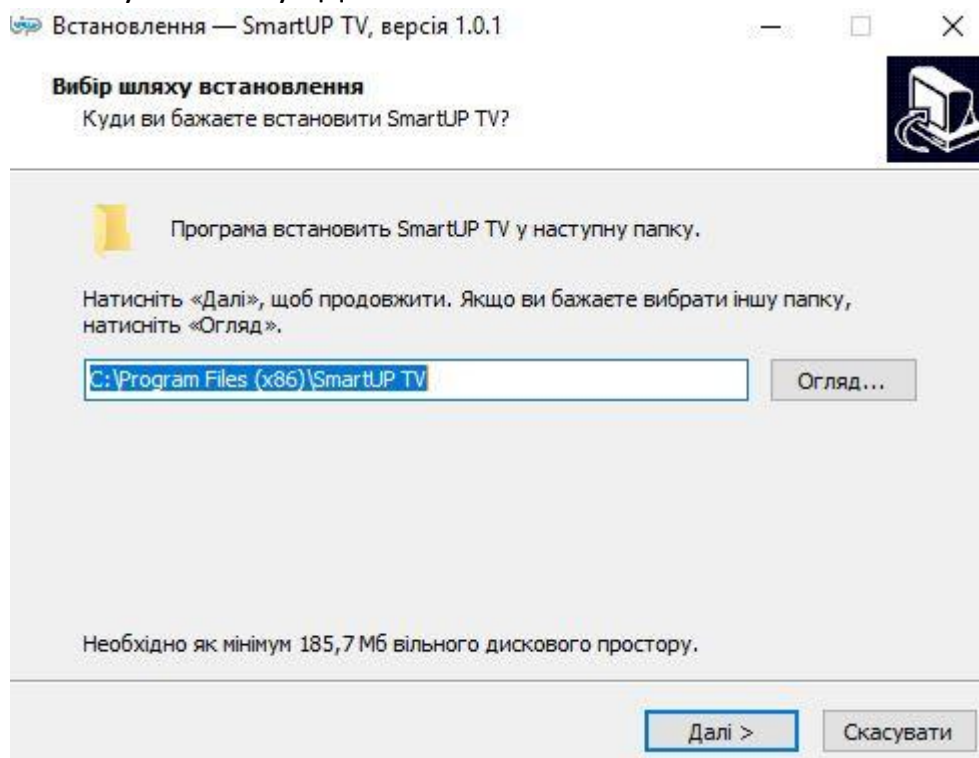 Встановлення — SmartUP TV, версія 1.0.1
Вибір шляху встановлення
Куди ви бажаєте встановити SmartUP TV?
Програма встановить SmartUP TV у наступну папку.
Натисніть «Далі», щоб продовжити. Якщо ви бажаєте вибрати іншу папку,
натисніть «Огляд».
C:\Program Files (x86)\SmartUP TV
Огляд...
Необхідно як мінімум 185,7 Мб вільного дискового простору.
Далі >
Скасувати